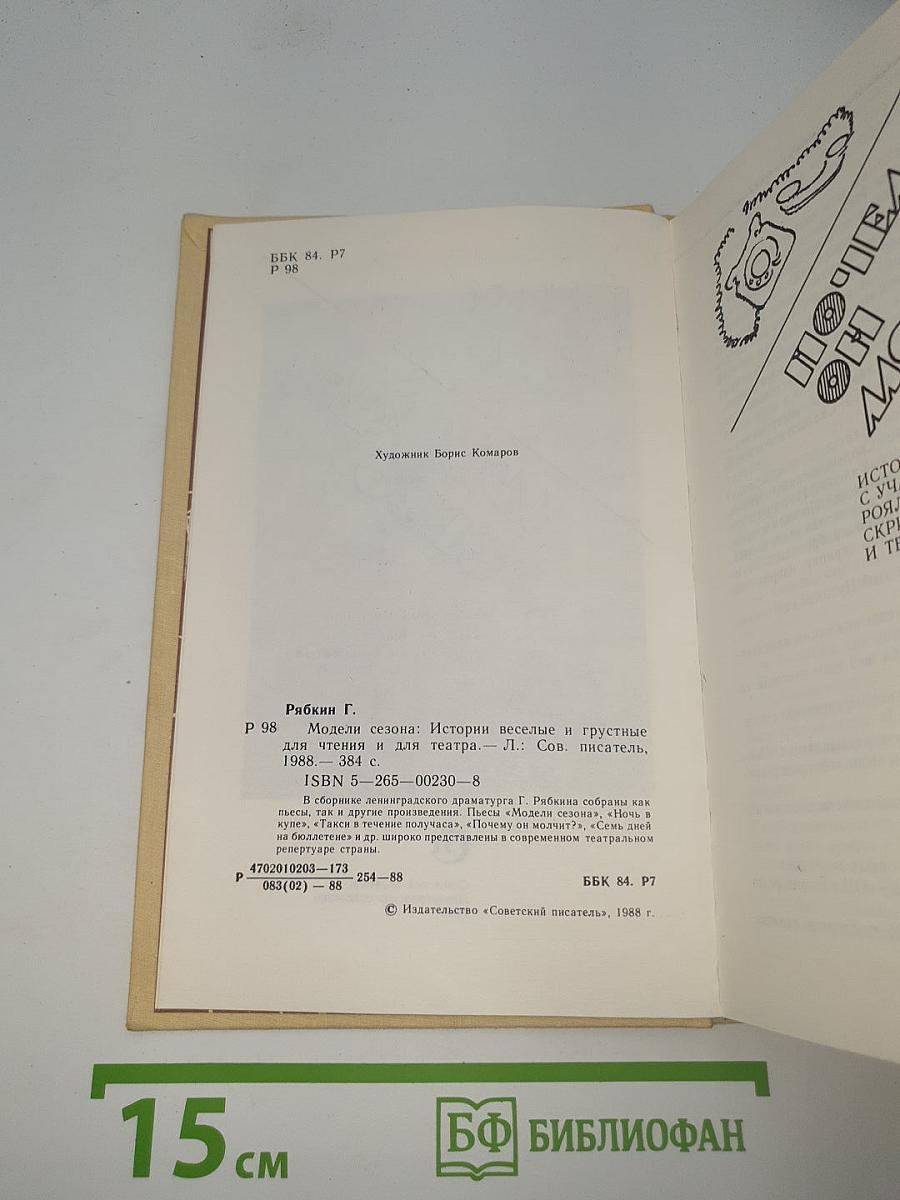 ББК 84. Р7
Р 98
Художник Борис Комаров
Рябкин Г.
Р 98 Модели сезона: Истории веселые и грустные
для чтения и для театра.— Л.: Сов. писатель,
1988.— 384 с.
ISBN 5—265—00230—8
В сборнике ленинградского драматурга Г. Рябкина собраны как
пьесы, так и другие произведения. Пьесы «Модели сезона», «Ночь в
купе», «Такси в течение получаса», «Почему он молчит?», «Семь дней
на бюллетене» и др. широко представлены в современном театральном
репертуаре страны.
Р 4702010203—173
083(02) — 88 254—88
ББК 84. Р7
© Издательство «Советский писатель», 1988 г.
С УЧА
И ТЕ
15 см
БФ БИБЛИОФАН